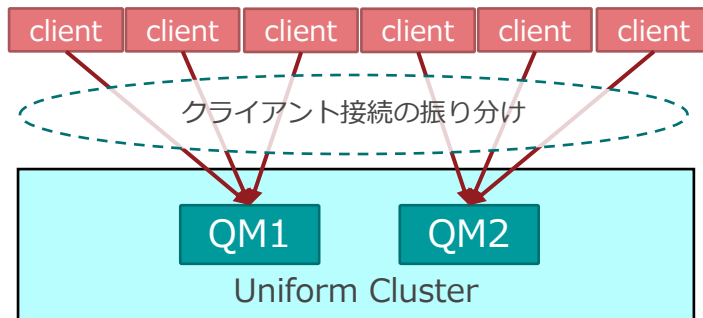 client client client client client client
クライアント接続の振り分け
QM1 QM2
Uniform Cluster